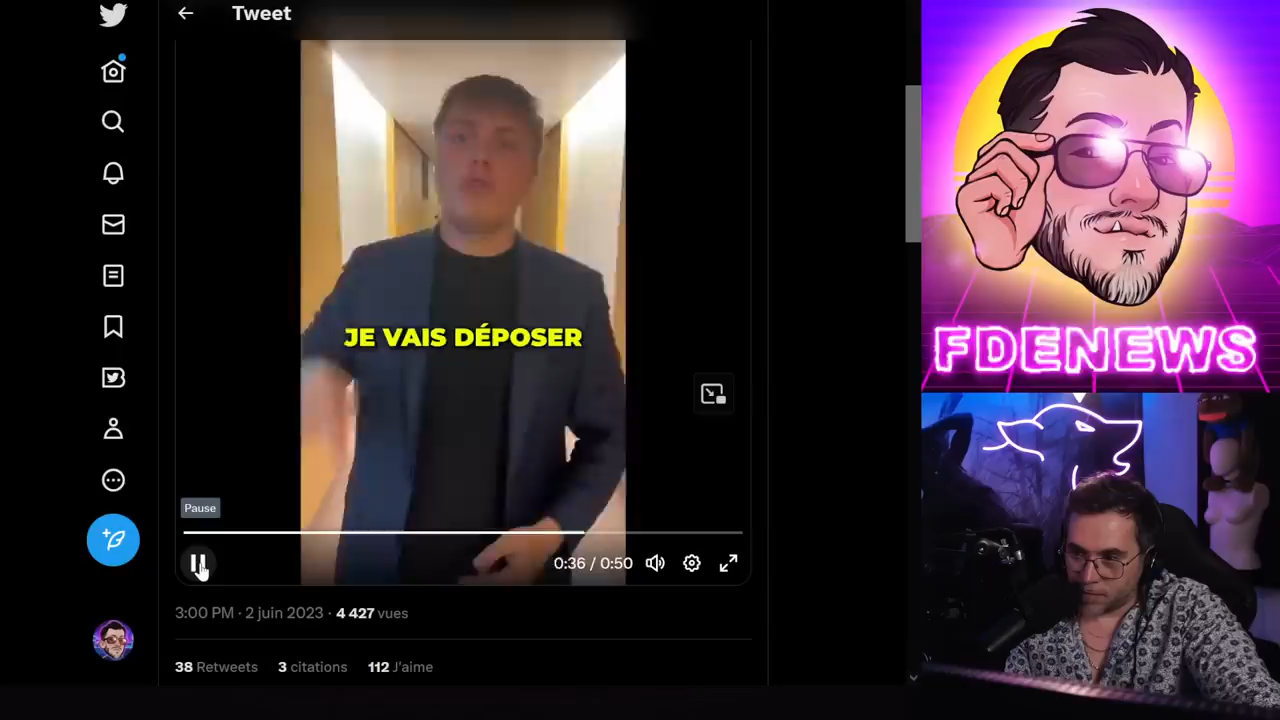 Tweet
JE VAIS DÉPOSER
Pause
0:36 / 0:50
3:00 PM · 2 juin 2023 · 4 427 vues
38 Retweets 3 citations 112 J'aime
FDENEWS